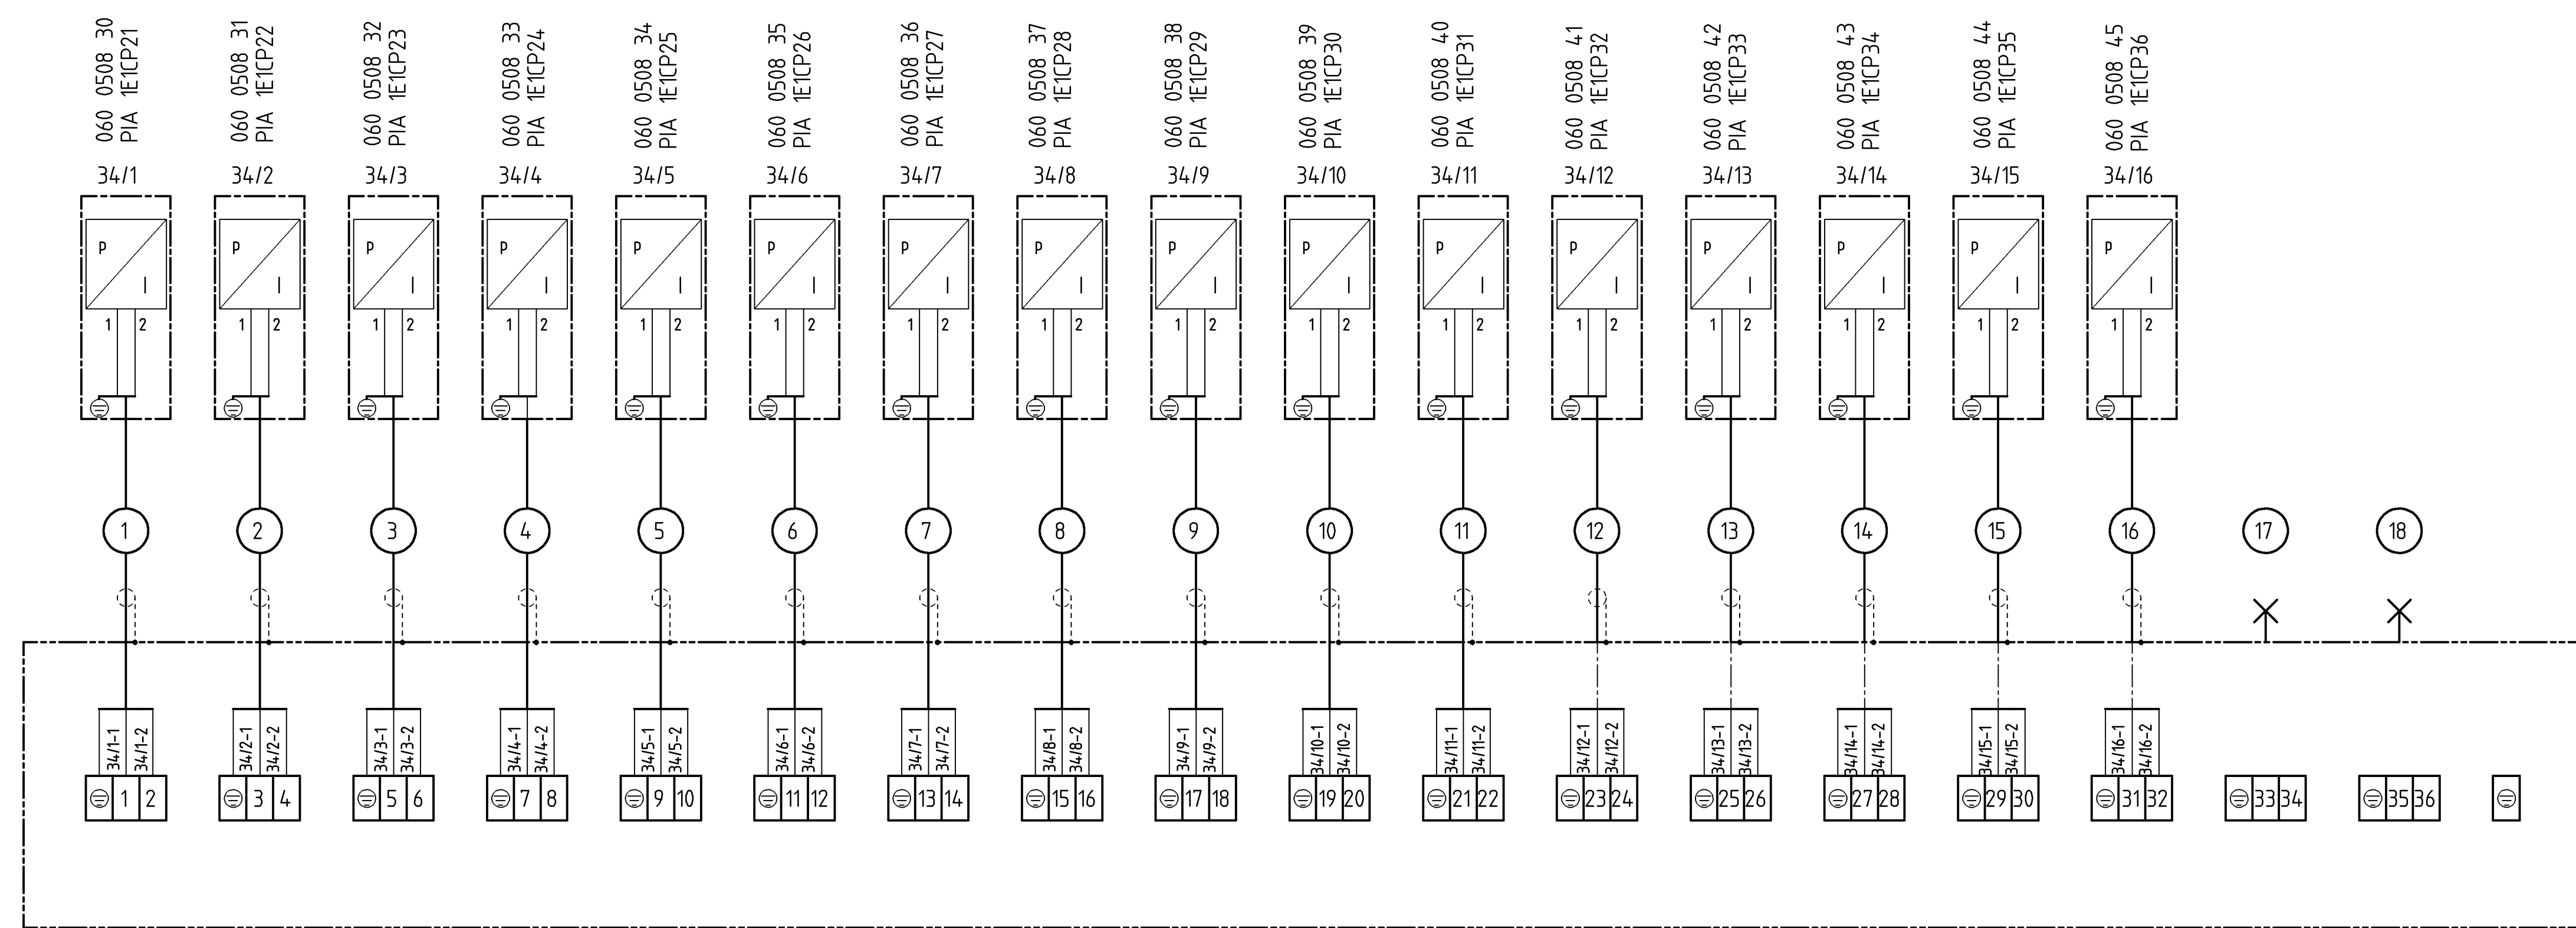 060 0508 30
PIA 1E1CP21
060 0508 31
PIA 1E1CP22
060 0508 32
PIA 1E1CP23
060 0508 33
PIA 1E1CP24
060 0508 34
PIA 1E1CP25
060 0508 35
PIA 1E1CP26
060 0508 36
PIA 1E1CP27
060 0508 37
PIA 1E1CP28
060 0508 38
PIA 1E1CP29
060 0508 39
PIA 1E1CP30
060 0508 40
PIA 1E1CP31
060 0508 41
PIA 1E1CP32
060 0508 42
PIA 1E1CP33
060 0508 43
PIA 1E1CP34
060 0508 44
PIA 1E1CP35
060 0508 45
PIA 1E1CP36
34/1 34/2 34/3 34/4 34/5 34/6 34/7 34/8 34/9 34/10 34/11 34/12 34/13 34/14 34/15 34/16
P P P P P P P P P P P P P P P P
I I I I I I I I I I I I I I I I
1 2 1 2 1 2 1 2 1 2 1 2 1 2 1 2 1 2 1 2 1 2 1 2 1 2 1 2 1 2 1 2
1 2 3 4 5 6 7 8 9 10 11 12 13 14 15 16 17 18
34/1-1
34/1-2
34/2-1
34/2-2
34/3-1
34/3-2
34/4-1
34/4-2
34/5-1
34/5-2
34/6-1
34/6-2
34/7-1
34/7-2
34/8-1
34/8-2
34/9-1
34/9-2
34/10-1
34/10-2
34/11-1
34/11-2
34/12-1
34/12-2
34/13-1
34/13-2
34/14-1
34/14-2
34/15-1
34/15-2
34/16-1
34/16-2
1 2 3 4 5 6 7 8 9 10 11 12 13 14 15 16 17 18 19 20 21 22 23 24 25 26 27 28 29 30 31 32 33 34 35 36